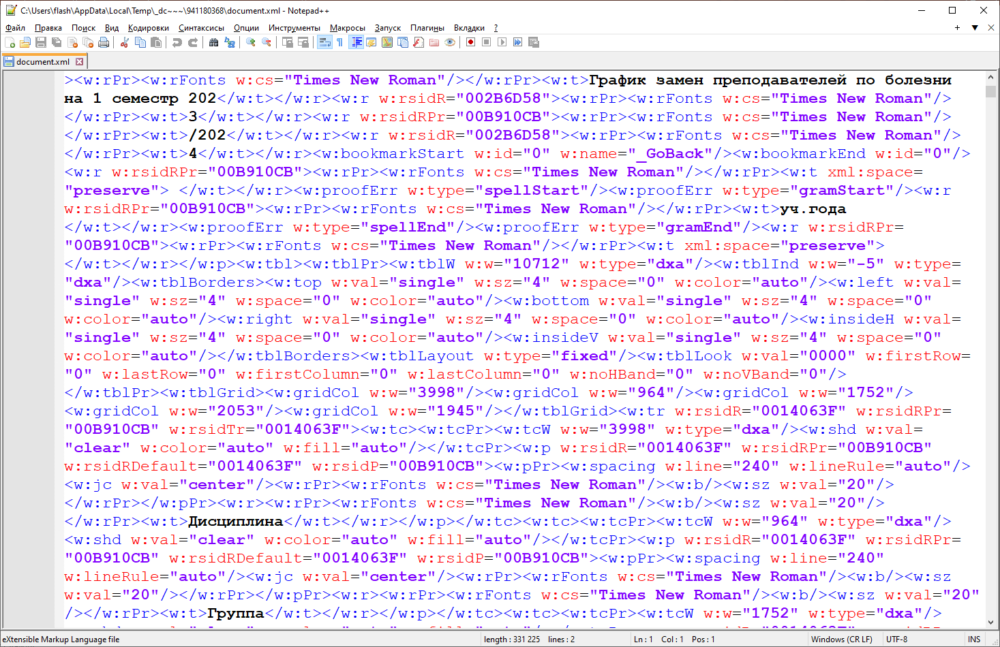 C:\Users\flash\AppData\Local\Temp\_dc~~~\941180368\document.xml - Notepad++
Файл Правка Поиск Вид Кодировки Синтаксисы Опции Инструменты Макросы Запуск Плагины Вкладки ? + ▼ ✕
document.xml
><w:rPr><w:rFonts w:cs="Times New Roman"/></w:rPr><w:t>График замен преподавателей по болезни
на 1 семестр 202</w:t></w:r><w:r w:rsidR="002B6D58"><w:rPr><w:rFonts w:cs="Times New Roman"/>
</w:rPr><w:t>3</w:t></w:r><w:r w:rsidRPr="00B910CB"><w:rPr><w:rFonts w:cs="Times New Roman"/>
</w:rPr><w:t>/202</w:t></w:r><w:r w:rsidR="002B6D58"><w:rPr><w:rFonts w:cs="Times New Roman"/>
</w:rPr><w:t>4</w:t></w:r><w:bookmarkStart w:id="0" w:name="_GoBack"/><w:bookmarkEnd w:id="0"/>
<w:r w:rsidRPr="00B910CB"><w:rPr><w:rFonts w:cs="Times New Roman"/></w:rPr><w:t xml:space=
"preserve"> </w:t></w:r><w:proofErr w:type="spellStart"/><w:proofErr w:type="gramStart"/><w:r
w:rsidRPr="00B910CB"><w:rPr><w:rFonts w:cs="Times New Roman"/></w:rPr><w:t>уч.года
</w:t></w:r><w:proofErr w:type="spellEnd"/><w:proofErr w:type="gramEnd"/><w:r w:rsidRPr=
"00B910CB"><w:rPr><w:rFonts w:cs="Times New Roman"/></w:rPr><w:t xml:space="preserve">
</w:t></w:r></w:p><w:tbl><w:tblPr><w:tblW w:w="10712" w:type="dxa"/><w:tblInd w:w="-5" w:type=
"dxa"/><w:tblBorders><w:top w:val="single" w:sz="4" w:space="0" w:color="auto"/><w:left w:val=
"single" w:sz="4" w:space="0" w:color="auto"/><w:bottom w:val="single" w:sz="4" w:space="0"
w:color="auto"/><w:right w:val="single" w:sz="4" w:space="0" w:color="auto"/><w:insideH w:val=
"single" w:sz="4" w:space="0" w:color="auto"/><w:insideV w:val="single" w:sz="4" w:space="0"
w:color="auto"/></w:tblBorders><w:tblLayout w:type="fixed"/><w:tblLook w:val="0000" w:firstRow=
"0" w:lastRow="0" w:firstColumn="0" w:lastColumn="0" w:noHBand="0" w:noVBand="0"/>
</w:tblPr><w:tblGrid><w:gridCol w:w="3998"/><w:gridCol w:w="964"/><w:gridCol w:w="1752"/>
<w:gridCol w:w="2053"/><w:gridCol w:w="1945"/></w:tblGrid><w:tr w:rsidR="0014063F" w:rsidRPr=
"00B910CB" w:rsidTr="0014063F"><w:tc><w:tcPr><w:tcW w:w="3998" w:type="dxa"/><w:shd w:val=
"clear" w:color="auto" w:fill="auto"/></w:tcPr><w:p w:rsidR="0014063F" w:rsidRPr="00B910CB"
w:rsidRDefault="0014063F" w:rsidP="00B910CB"><w:pPr><w:spacing w:line="240" w:lineRule="auto"/>
<w:jc w:val="center"/><w:rPr><w:rFonts w:cs="Times New Roman"/><w:b/><w:sz w:val="20"/>
</w:rPr></w:pPr><w:r><w:rPr><w:rFonts w:cs="Times New Roman"/><w:b/><w:sz w:val="20"/>
</w:rPr><w:t>Дисциплина</w:t></w:r></w:p></w:tc><w:tc><w:tcPr><w:tcW w:w="964" w:type="dxa"/>
<w:shd w:val="clear" w:color="auto" w:fill="auto"/></w:tcPr><w:p w:rsidR="0014063F" w:rsidRPr=
"00B910CB" w:rsidRDefault="0014063F" w:rsidP="00B910CB"><w:pPr><w:spacing w:line="240"
w:lineRule="auto"/><w:jc w:val="center"/><w:rPr><w:rFonts w:cs="Times New Roman"/><w:b/><w:sz
w:val="20"/></w:rPr></w:pPr><w:r><w:rPr><w:rFonts w:cs="Times New Roman"/><w:b/><w:sz w:val="20"
/></w:rPr><w:t>Группа</w:t></w:r></w:p></w:tc><w:tc><w:tcPr><w:tcW w:w="1752" w:type="dxa"/>
eXtensible Markup Language file length : 331 225 lines : 2 Ln : 1 Col : 1 Pos : 1 Windows (CR LF) UTF-8 INS